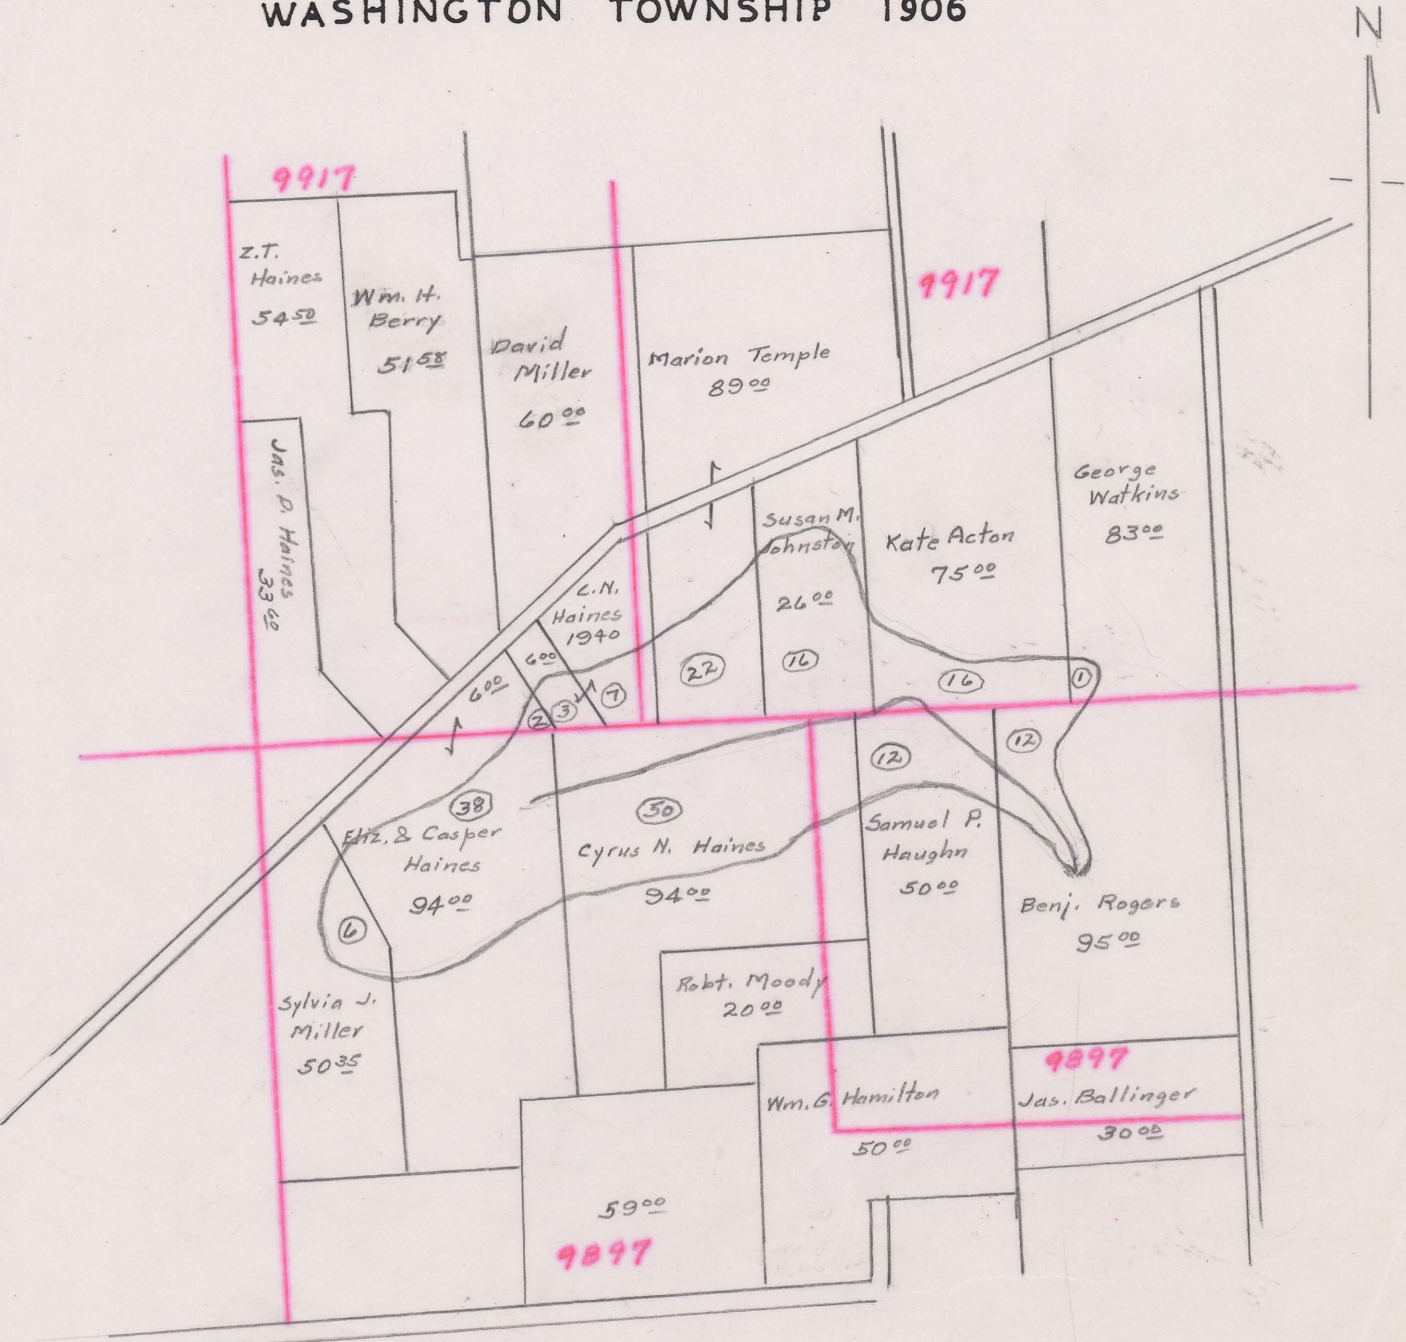 WASHINGTON TOWNSHIP 1906
N
9917
Z.T.
Haines
54 50
Wm. H.
Berry
51 58
David
Miller
60 00
Marion Temple
89 00
9917
Jas. D. Haines
33 60
George
Watkins
83 00
Susan M.
Johnston
26 00
16
Kate Acton
75 00
L.N.
Haines
1940
6 00
6 00
2
3
7
22
16
1
38
50
12
12
Eliz. & Casper
Haines
94 00
Cyrus N. Haines
94 00
Samuel P.
Haughn
50 00
Benj. Rogers
95 00
6
Sylvia J.
Miller
50 35
Robt. Moody
20 00
9897
Wm. G. Hamilton
50 00
Jas. Ballinger
30 00
59 00
9897